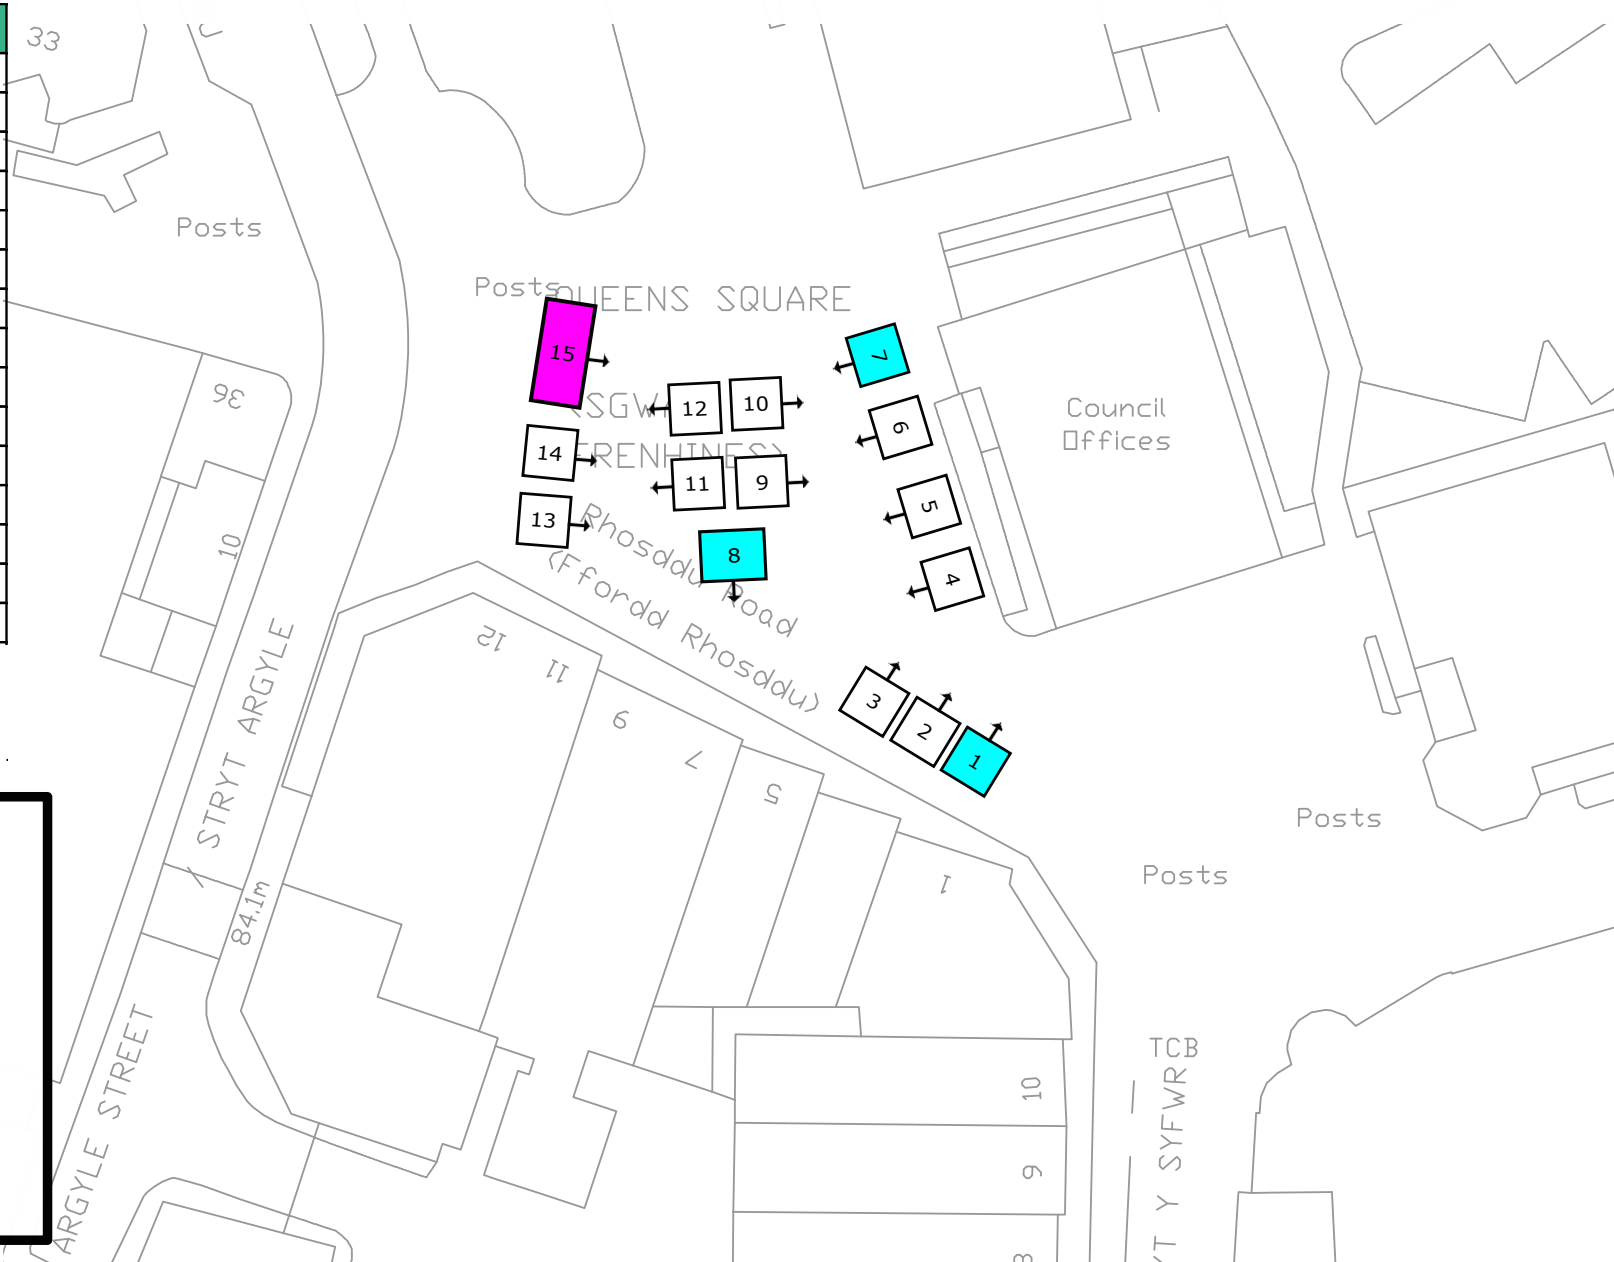 33
Posts
Posts
QUEENS SQUARE
15
7
12
10
36
6
Council
Offices
14
11
9
5
13
Rhosddu Road
(Ffordd Rhosddu)
8
10
4
12
11
9
7
5
1
3
2
1
STRYT ARGYLE
84.1m
Posts
Posts
ARGYLE STREET
TCB
10
9
YT Y SYFWR